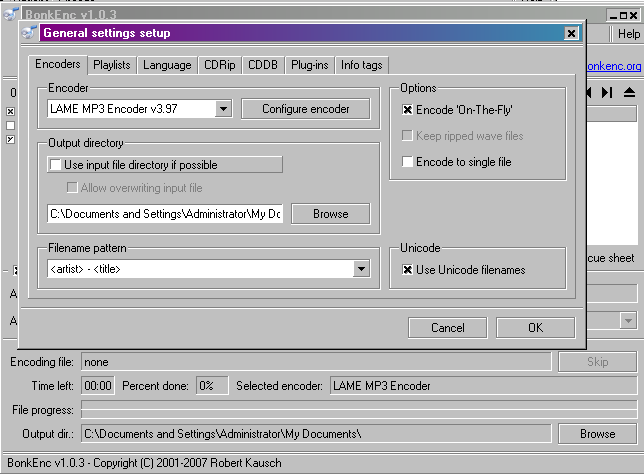 BonkEnc v1.0.3
Help
General settings setup
onkenc.org
Encoders Playlists Language CDRip CDDB Plug-ins Info tags
Encoder
LAME MP3 Encoder v3.97
Configure encoder
Options
Encode 'On-The-Fly'
Keep ripped wave files
Encode to single file
Output directory
Use input file directory if possible
Allow overwriting input file
C:\Documents and Settings\Administrator\My Dc
Browse
Filename pattern
<artist> - <title>
Unicode
Use Unicode filenames
cue sheet
Cancel
OK
Encoding file: none
Skip
Time left: 00:00 Percent done: 0% Selected encoder: LAME MP3 Encoder
File progress:
Output dir.: C:\Documents and Settings\Administrator\My Documents\
Browse
BonkEnc v1.0.3 - Copyright (C) 2001-2007 Robert Kausch